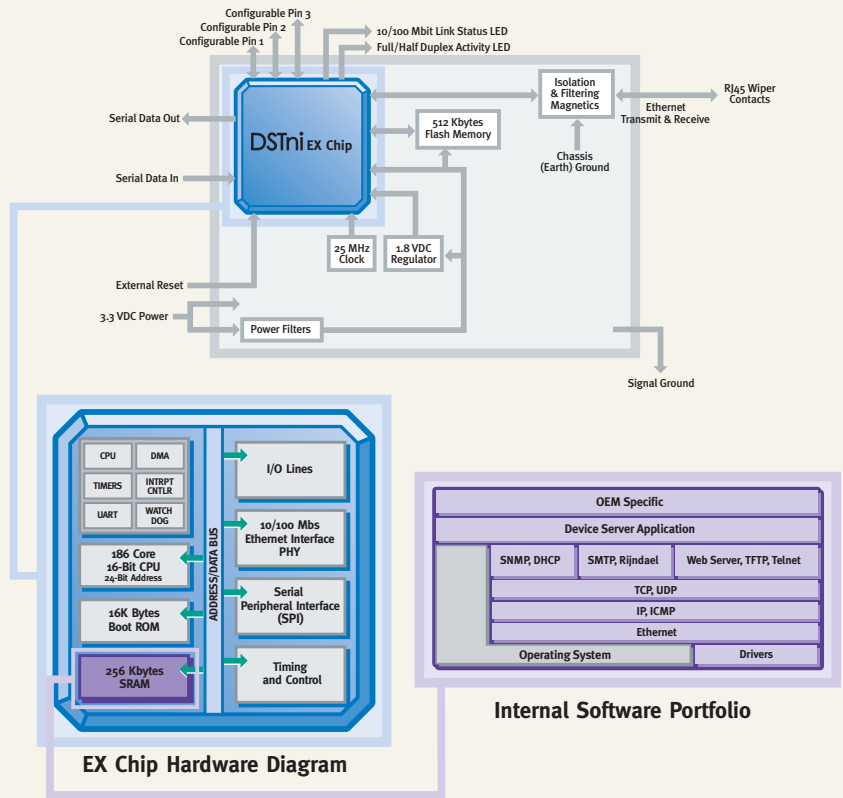 Configurable Pin 3
Configurable Pin 2
Configurable Pin 1
10/100 Mbit Link Status LED
Full/Half Duplex Activity LED
Serial Data Out
DSTni EX Chip
512 Kbytes
Flash Memory
Isolation
& Filtering
Magnetics
RJ45 Wiper
Contacts
Ethernet
Transmit & Receive
Chassis
(Earth) Ground
Serial Data In
25 MHz
Clock
1.8 VDC
Regulator
External Reset
3.3 VDC Power
Power Filters
Signal Ground
CPU
DMA
TIMERS
INTRPT
CNTLR
UART
WATCH
DOG
186 Core
16-Bit CPU
24-Bit Address
16K Bytes
Boot ROM
256 Kbytes
SRAM
ADDRESS/DATA BUS
I/O Lines
10/100 Mbs
Ethernet Interface
PHY
Serial
Peripheral Interface
(SPI)
Timing
and Control
EX Chip Hardware Diagram
OEM Specific
Device Server Application
SNMP, DHCP
SMTP, Rijndael
Web Server, TFTP, Telnet
TCP, UDP
IP, ICMP
Ethernet
Operating System
Drivers
Internal Software Portfolio